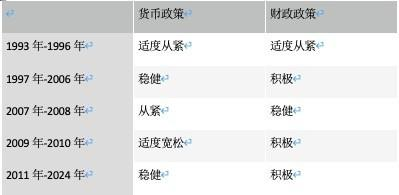 货币政策 财政政策
1993 年-1996 年 适度从紧 适度从紧
1997 年-2006 年 稳健 积极
2007 年-2008 年 从紧 稳健
2009 年-2010 年 适度宽松 积极
2011 年-2024 年 稳健 积极